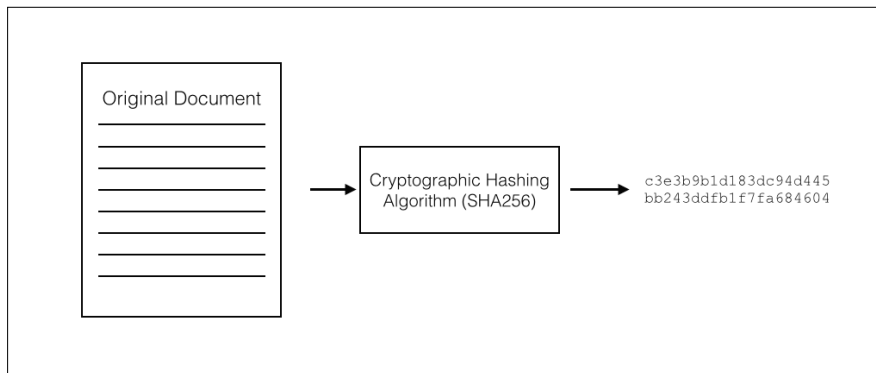 Original Document
Cryptographic Hashing
Algorithm (SHA256)
c3e3b9b1d183dc94d445
bb243ddfb1f7fa684604